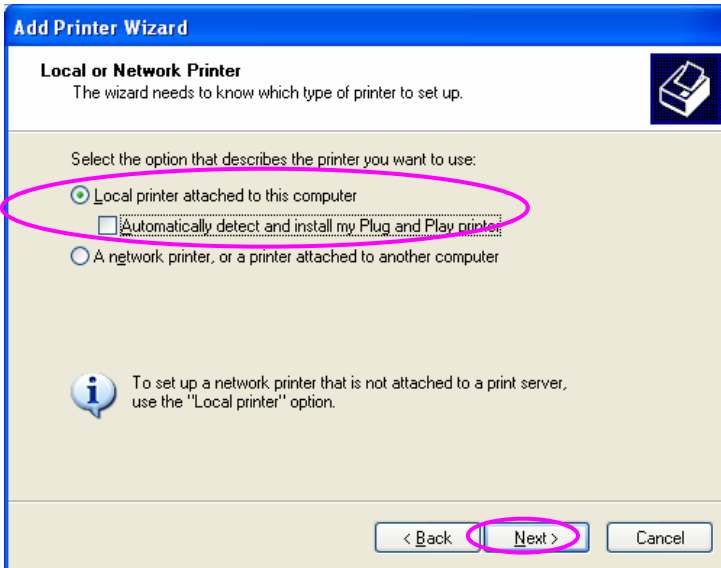 Add Printer Wizard
Local or Network Printer
The wizard needs to know which type of printer to set up.
Select the option that describes the printer you want to use:
Local printer attached to this computer
Automatically detect and install my Plug and Play printer
A network printer, or a printer attached to another computer
To set up a network printer that is not attached to a print server,
use the "Local printer" option.
< Back Next > Cancel